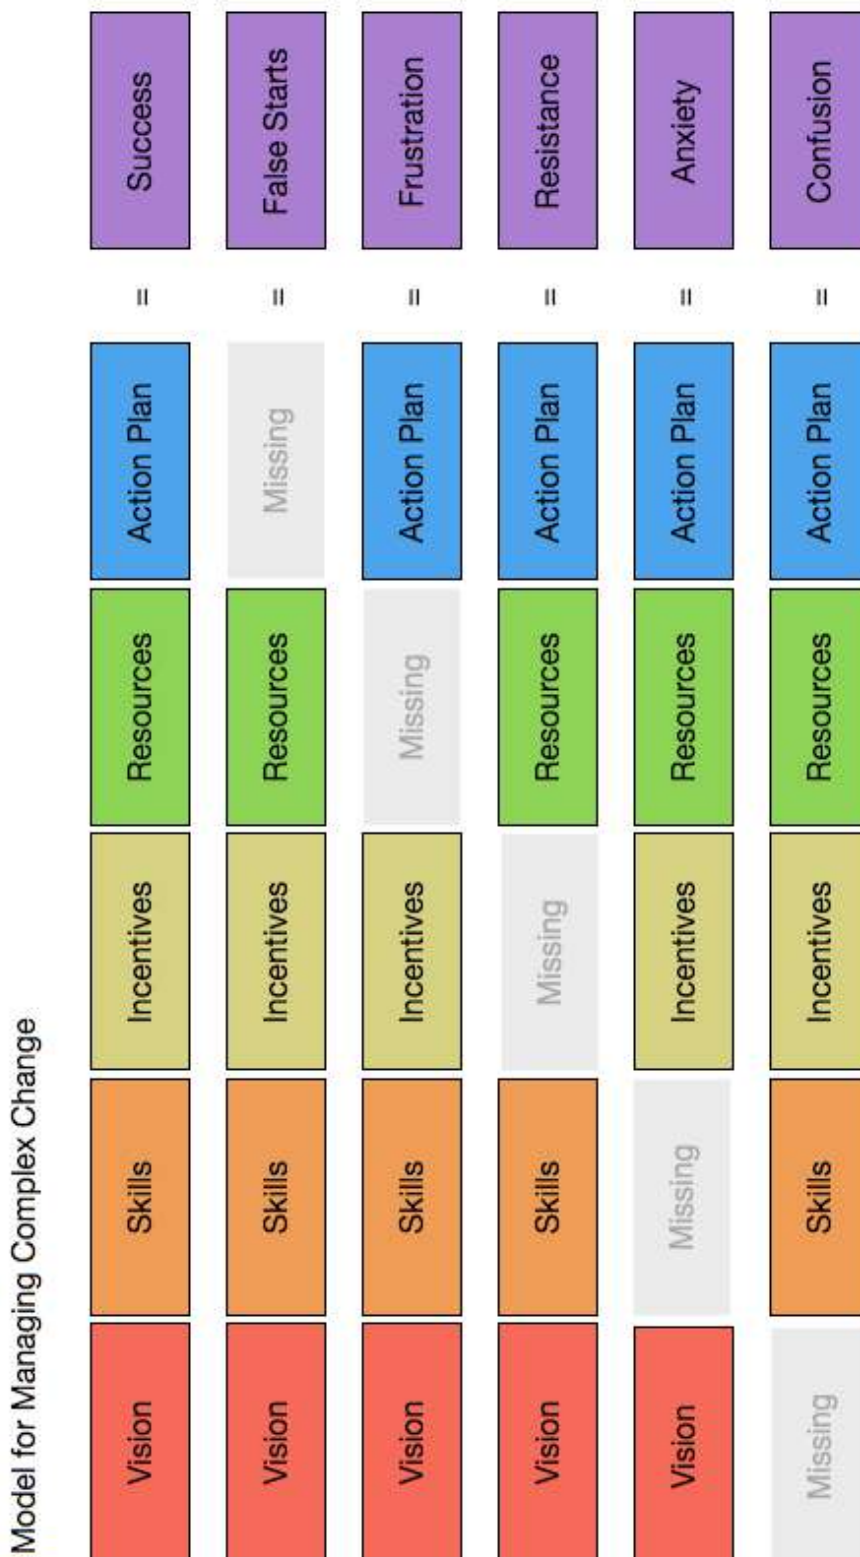 Model for Managing Complex Change
Vision Skills Incentives Resources Action Plan = Success
Vision Skills Incentives Resources Missing = False Starts
Vision Skills Incentives Missing Action Plan = Frustration
Vision Skills Missing Resources Action Plan = Resistance
Vision Missing Incentives Resources Action Plan = Anxiety
Missing Skills Incentives Resources Action Plan = Confusion